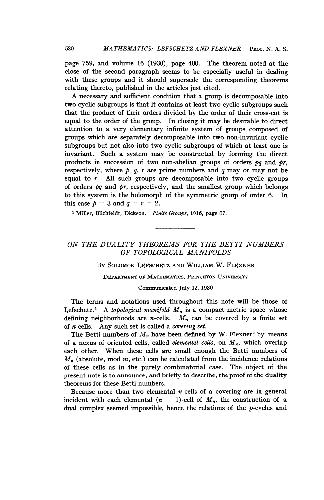 530 MATHEMATICS: LEFSCHETZ AND FLEXNER PROC. N. A. S.
page 759, and volume 16 (1930), page 400. The theorem noted at the
close of the second paragraph seems to be especially useful in dealing
with these groups and it should supersede the corresponding theorems
relating thereto, published in the articles just cited.
A necessary and sufficient condition that a group is decomposable into
two cyclic subgroups is that it contains at least two cyclic subgroups such
that the product of their orders divided by the order of their cross-cut is
equal to the order of the group. In closing it may be desirable to direct
attention to a very elementary infinite system of groups composed of
groups which are separately decomposable into two non-invariant cyclic
subgroups but not also into two cyclic subgroups of which at least one is
invariant. Such a system may be constructed by forming the direct
products in succession of two non-abelian groups of orders pq and pr,
respectively, where p, q, r are prime numbers and q may or may not be
equal to r. All such groups are decomposable into two cyclic groups
of orders pq and pr, respectively, and the smallest group which belongs
to this system is the holomorph of the symmetric group of order 6. In
this case p = 3 and q = r = 2.
¹ Miller, Blichfeldt, Dickson, Finite Groups, 1916, page 67.
ON THE DUALITY THEOREMS FOR THE BETTI NUMBERS
OF TOPOLOGICAL MANIFOLDS
BY SOLOMON LEFSCHETZ AND WILLIAM W. FLEXNER
DEPARTMENT OF MATHEMATICS, PRINCETON UNIVERSITY
Communicated July 12, 1930
The terms and notations used throughout this note will be those of
Lefschetz.¹ A topological manifold Mₙ is a compact metric space whose
defining neighborhoods are n-cells. Mₙ can be covered by a finite set
of n-cells. Any such set is called a covering set.
The Betti numbers of Mₙ have been defined by W. Flexner² by means
of a nexus of oriented cells, called elemental cells, on Mₙ, which overlap
each other. When these cells are small enough the Betti numbers of
Mₙ (absolute, mod m, etc.) can be calculated from the incidence relations
of these cells as in the purely combinatorial case. The object of the
present note is to announce, and briefly to describe, the proof of the duality
theorems for these Betti numbers.
Because more than two elemental n-cells of a covering are in general
incident with each elemental (n − 1)-cell of Mₙ, the construction of a
dual complex seemed impossible, hence the relations of the p-cycles and